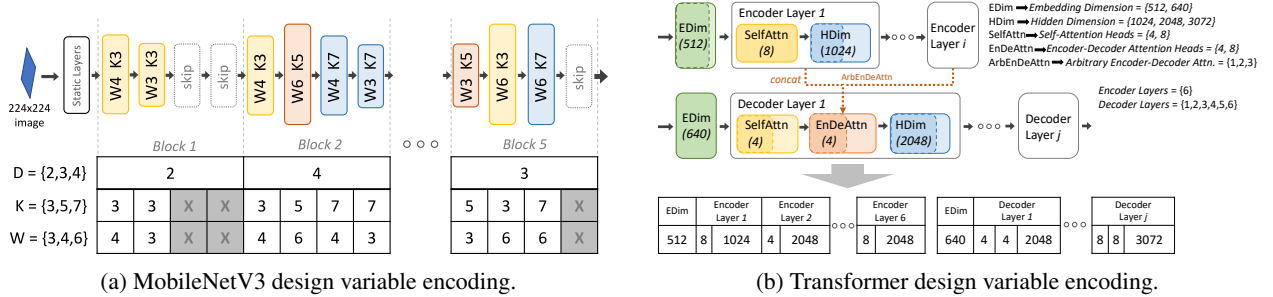 224x224
image
Static Layers
W4 K3
W3 K3
skip
skip
W4 K3
W6 K5
W4 K7
W3 K7
W3 K5
W6 K3
W6 K7
skip
Block 1
Block 2
Block 5
D = {2,3,4}
2
4
3
K = {3,5,7}
3 3 X X 3 5 7 7
5 3 7 X
W = {3,4,6}
4 3 X X 4 6 4 3
3 6 6 X
(a) MobileNetV3 design variable encoding.
EDim
(512)
Encoder Layer 1
SelfAttn
(8)
HDim
(1024)
Encoder
Layer i
EDim → Embedding Dimension = {512, 640}
HDim → Hidden Dimension = {1024, 2048, 3072}
SelfAttn → Self-Attention Heads = {4, 8}
EnDeAttn → Encoder-Decoder Attention Heads = {4, 8}
ArbEnDeAttn → Arbitrary Encoder-Decoder Attn. = {1,2,3}
concat
ArbEnDeAttn
Encoder Layers = {6}
Decoder Layers = {1,2,3,4,5,6}
EDim
(640)
Decoder Layer 1
SelfAttn
(4)
EnDeAttn
(4)
HDim
(2048)
Decoder
Layer j
EDim
Encoder
Layer 1
Encoder
Layer 2
Encoder
Layer 6
512 8 1024 4 2048
8 2048
EDim
Decoder
Layer 1
Decoder
Layer j
640 4 4 2048
8 8 3072
(b) Transformer design variable encoding.